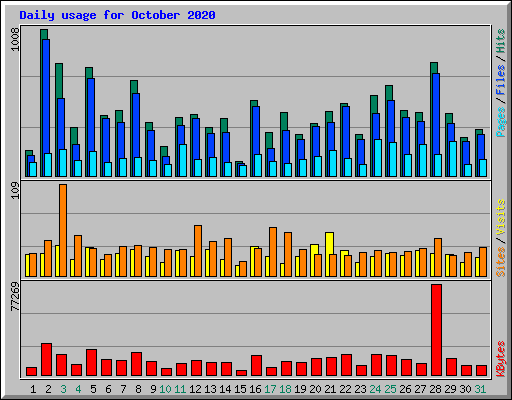 Daily usage for October 2020
1008
109
77269
Pages / Files / Hits
Sites / Visits
KBytes
1 2 3 4 5 6 7 8 9 10 11 12 13 14 15 16 17 18 19 20 21 22 23 24 25 26 27 28 29 30 31